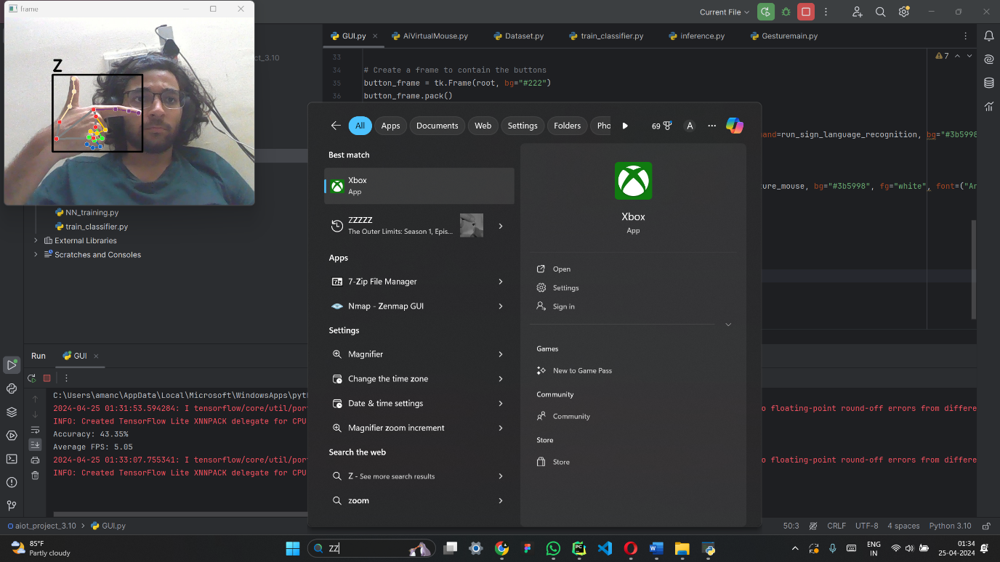 frame
Z
Current File
_3.10
GUI.py
AiVirtualMouse.py
Dataset.py
train_classifier.py
inference.py
Gesturemain.py
7
33
34 # Create a frame to contain the buttons
35 button_frame = tk.Frame(root, bg="#222")
36 button_frame.pack()
and=run_sign_language_recognition, bg="#3b5998
ure_mouse, bg="#3b5998", fg="white", font=("Ar
NN_training.py
train_classifier.py
External Libraries
Scratches and Consoles
All
Apps
Documents
Web
Settings
Folders
Pho
69
A
Best match
Xbox
App
ZZZZZ
The Outer Limits: Season 1, Epis...
Apps
7-Zip File Manager
Nmap - Zenmap GUI
Settings
Magnifier
Change the time zone
Date & time settings
Magnifier zoom increment
Search the web
Z - See more search results
zoom
Xbox
App
Open
Settings
Sign in
Games
New to Game Pass
Community
Community
Store
Store
Run
GUI
C:\Users\amanc\AppData\Local\Microsoft\WindowsApps\pyt
2024-04-25 01:31:53.594284: I tensorflow/core/util/por
o floating-point round-off errors from differe
INFO: Created TensorFlow Lite XNNPACK delegate for CPU
Accuracy: 43.35%
Average FPS: 5.05
2024-04-25 01:33:07.755341: I tensorflow/core/util/por
o floating-point round-off errors from differe
INFO: Created TensorFlow Lite XNNPACK delegate for CPU
aiot_project_3.10
GUI.py
50:3
CRLF
UTF-8
4 spaces
Python 3.10
85°F
Partly cloudy
ZZ
ENG
IN
01:34
25-04-2024